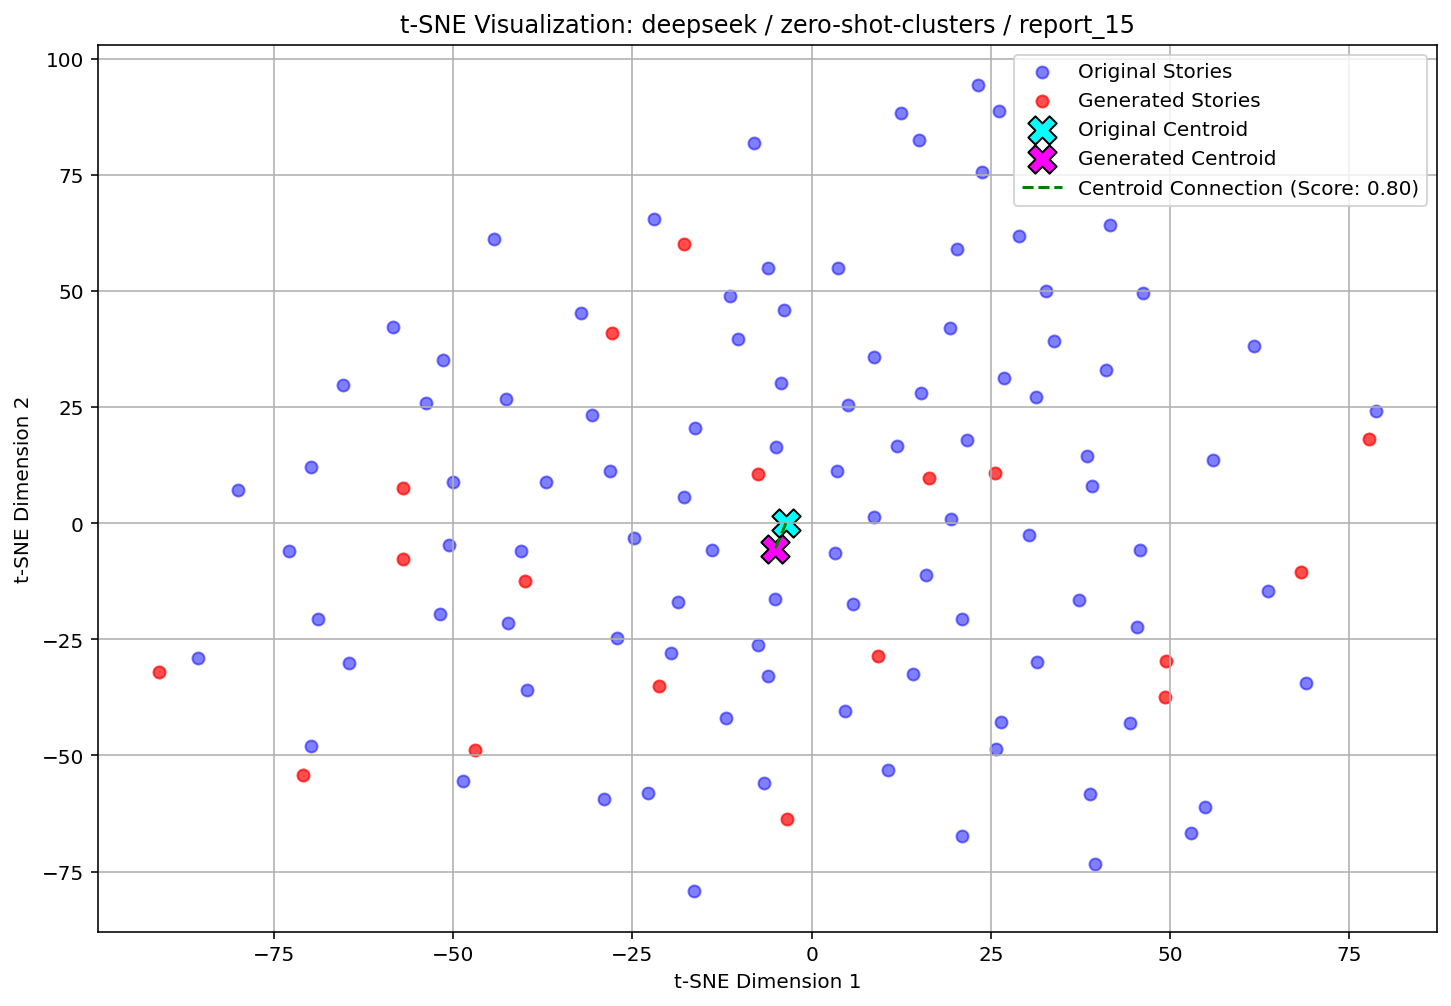 t-SNE Visualization: deepseek / zero-shot-clusters / report_15
Original Stories
Generated Stories
Original Centroid
Generated Centroid
Centroid Connection (Score: 0.80)
100
75
50
25
0
−25
−50
−75
t-SNE Dimension 2
−75
−50
−25
0
25
50
75
t-SNE Dimension 1